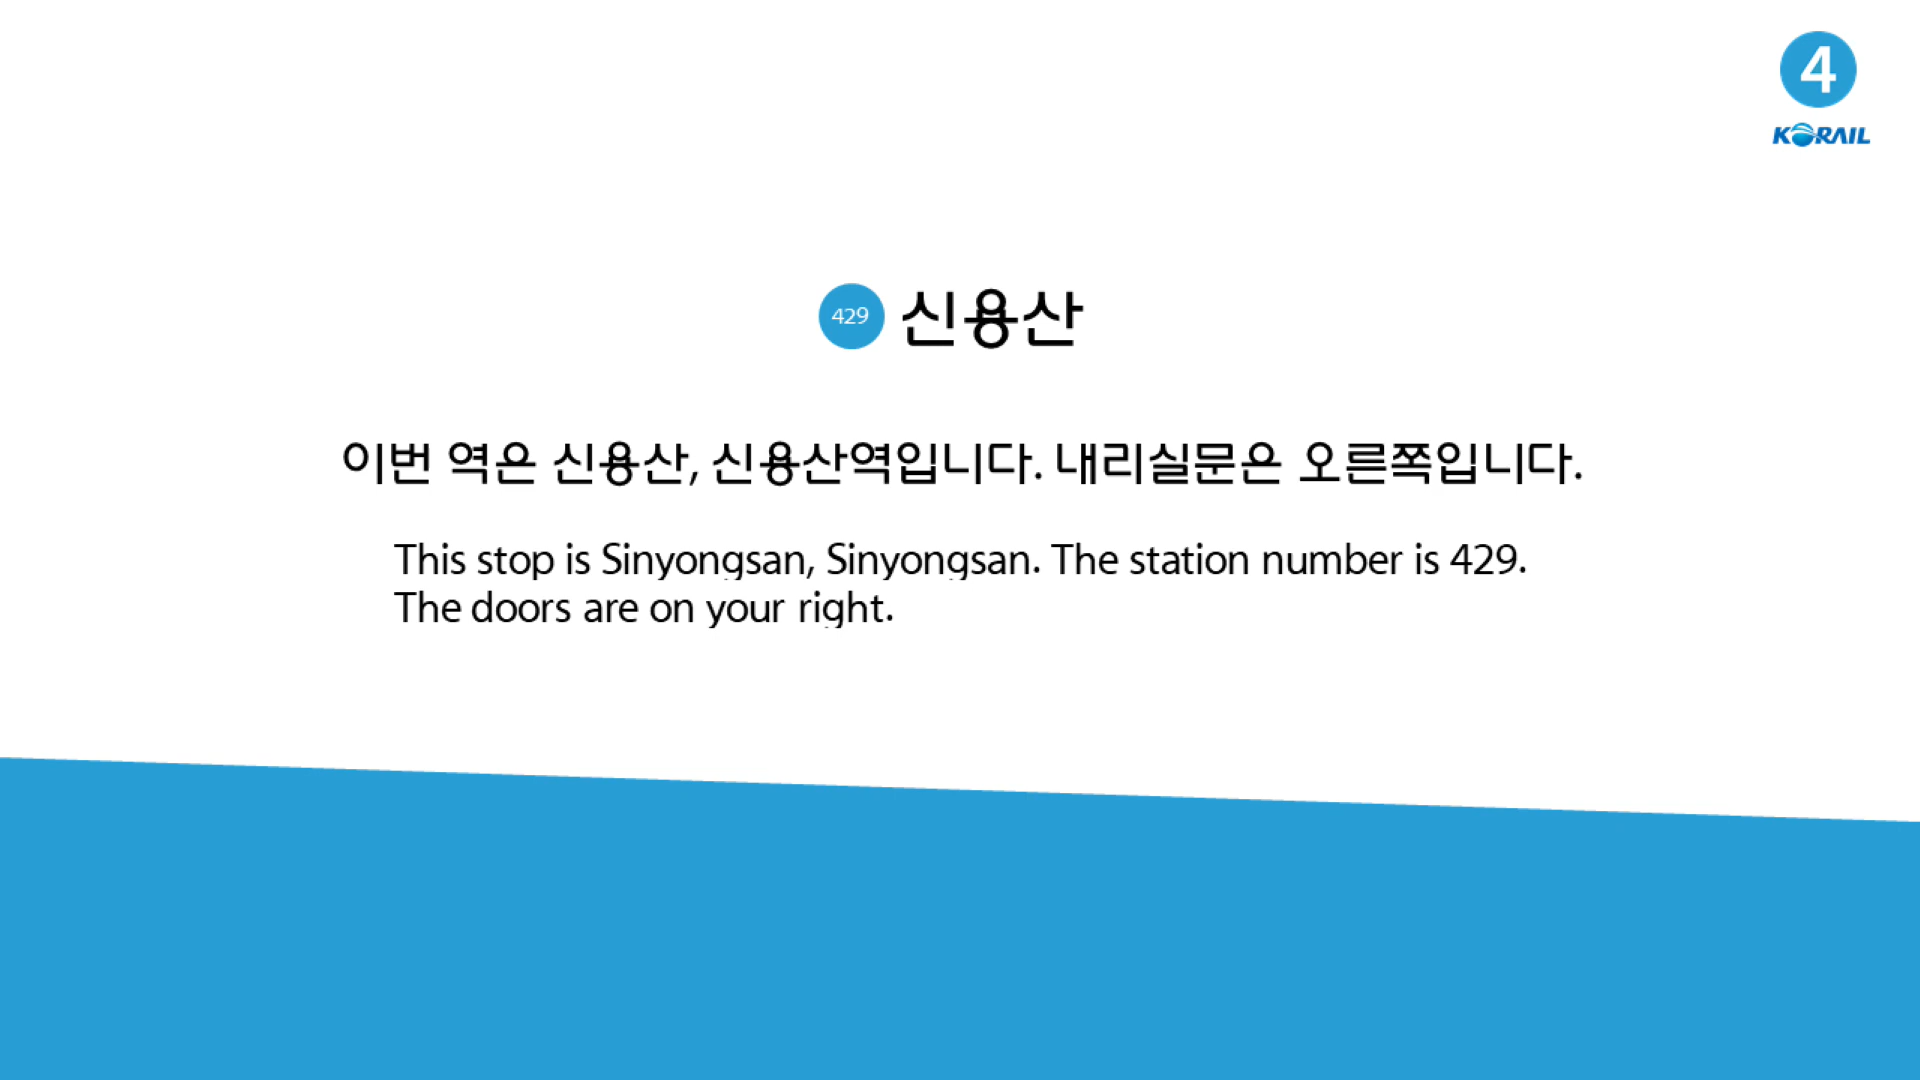 4
KORAIL
429 신용산
이번 역은 신용산, 신용산역입니다. 내리실문은 오른쪽입니다.
This stop is Sinyongsan, Sinyongsan. The station number is 429.
The doors are on your right.